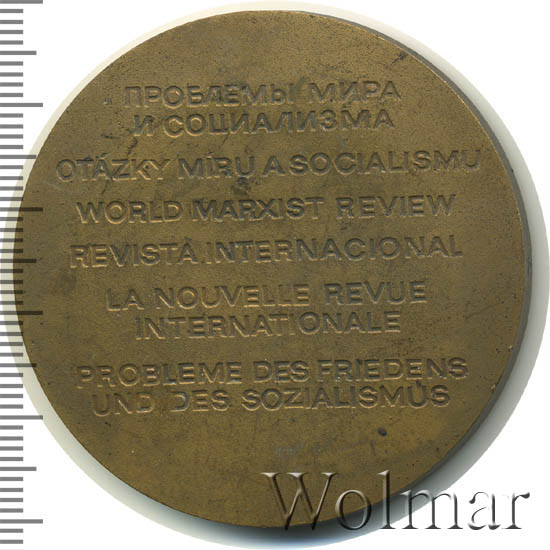 ПРОБЛЕМЫ МИРА
И СОЦИАЛИЗМА
OTÁZKY MÍRU A SOCIALISMU
WORLD MARXIST REVIEW
REVISTA INTERNACIONAL
LA NOUVELLE REVUE
INTERNATIONALE
PROBLEME DES FRIEDENS
UND DES SOZIALISMUS
Wolmar